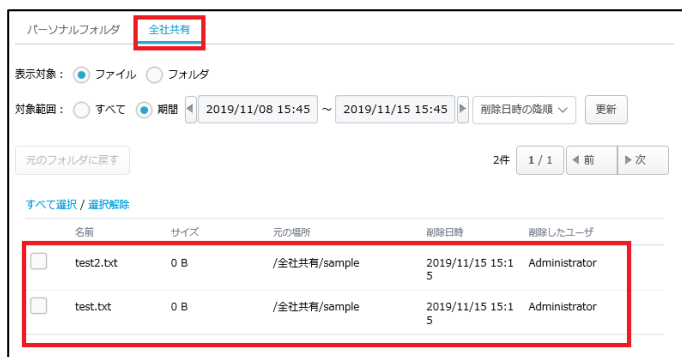 パーソナルフォルダ 全社共有
表示対象： ファイル フォルダ
対象範囲： すべて 期間 2019/11/08 15:45 ～ 2019/11/15 15:45 削除日時の降順 更新
元のフォルダに戻す 2件 1 / 1 前 次
すべて選択 / 選択解除
名前 サイズ 元の場所 削除日時 削除したユーザ
test2.txt 0 B /全社共有/sample 2019/11/15 15:1 Administrator
5
test.txt 0 B /全社共有/sample 2019/11/15 15:1 Administrator
5